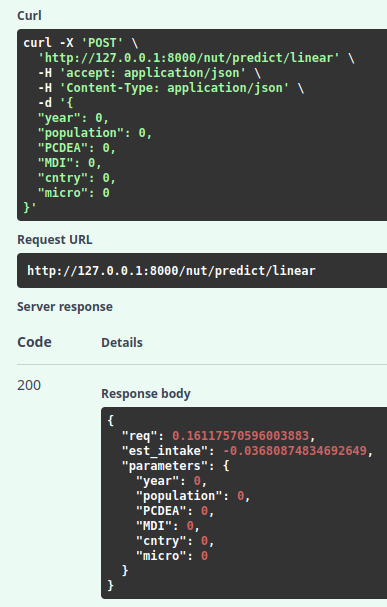 Curl
curl -X 'POST' \
  'http://127.0.0.1:8000/nut/predict/linear' \
  -H 'accept: application/json' \
  -H 'Content-Type: application/json' \
  -d '{
  "year": 0,
  "population": 0,
  "PCDEA": 0,
  "MDI": 0,
  "cntry": 0,
  "micro": 0
}'
Request URL
http://127.0.0.1:8000/nut/predict/linear
Server response
Code Details
200
Response body
{
  "req": 0.16117570596003883,
  "est_intake": -0.03680874834692649,
  "parameters": {
    "year": 0,
    "population": 0,
    "PCDEA": 0,
    "MDI": 0,
    "cntry": 0,
    "micro": 0
  }
}